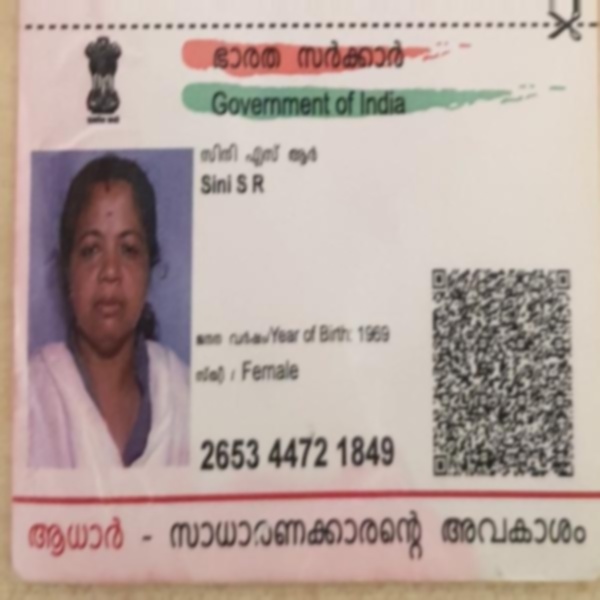 ഭാരത സർക്കാർ
Government of India
സിനി എസ് ആർ
Sini S R
ജനന വർഷം/Year of Birth: 1969
സ്ത്രീ / Female
2653 4472 1849
ആധാർ - സാധാരണക്കാരന്റെ അവകാശം